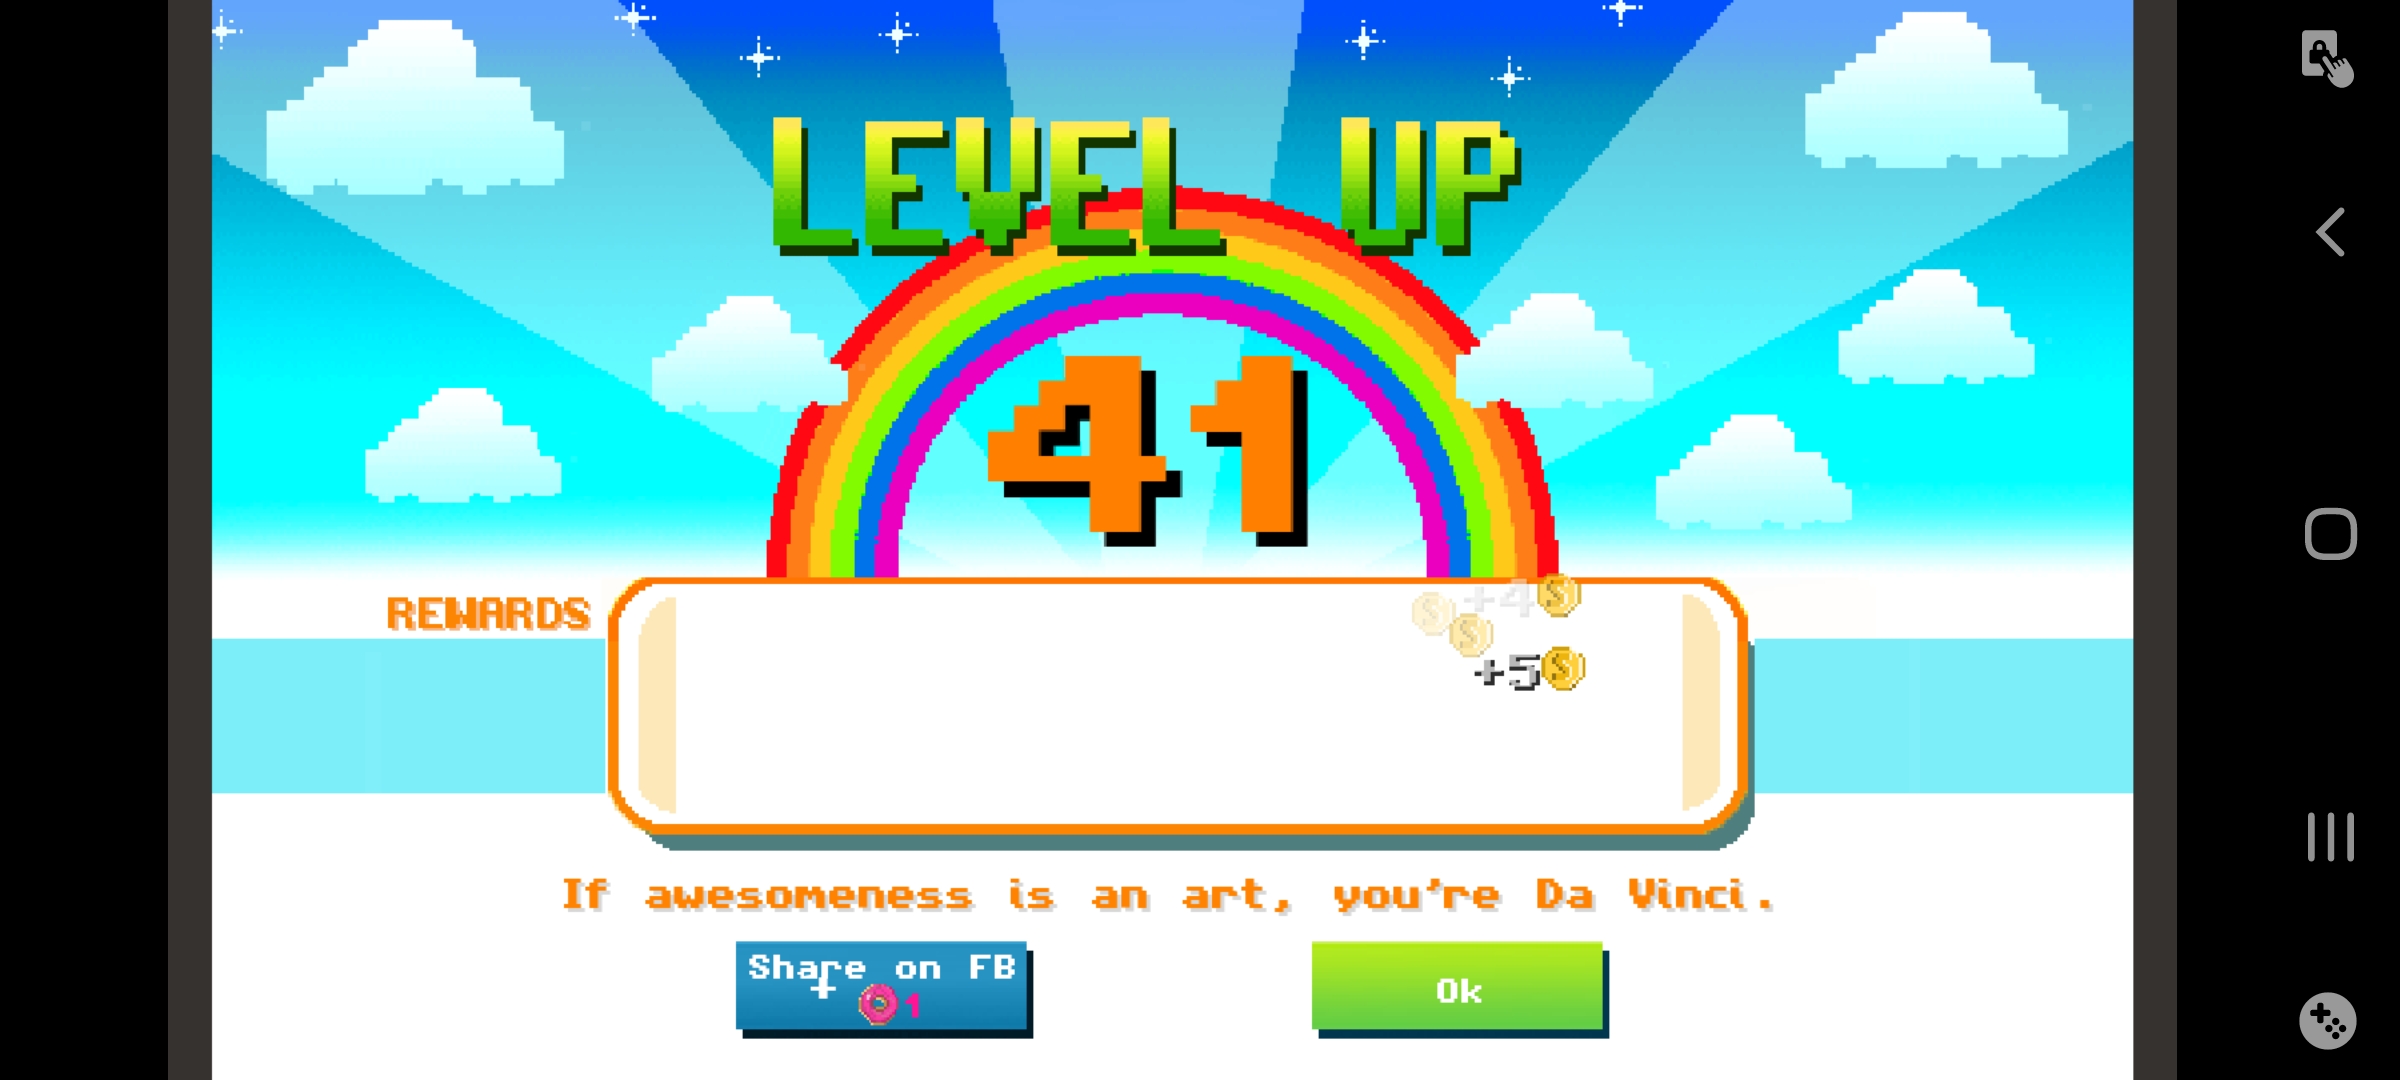 LEVEL UP
41
REWARDS
+4
+5
If awesomeness is an art, you're Da Vinci.
Share on FB
+ 1
Ok